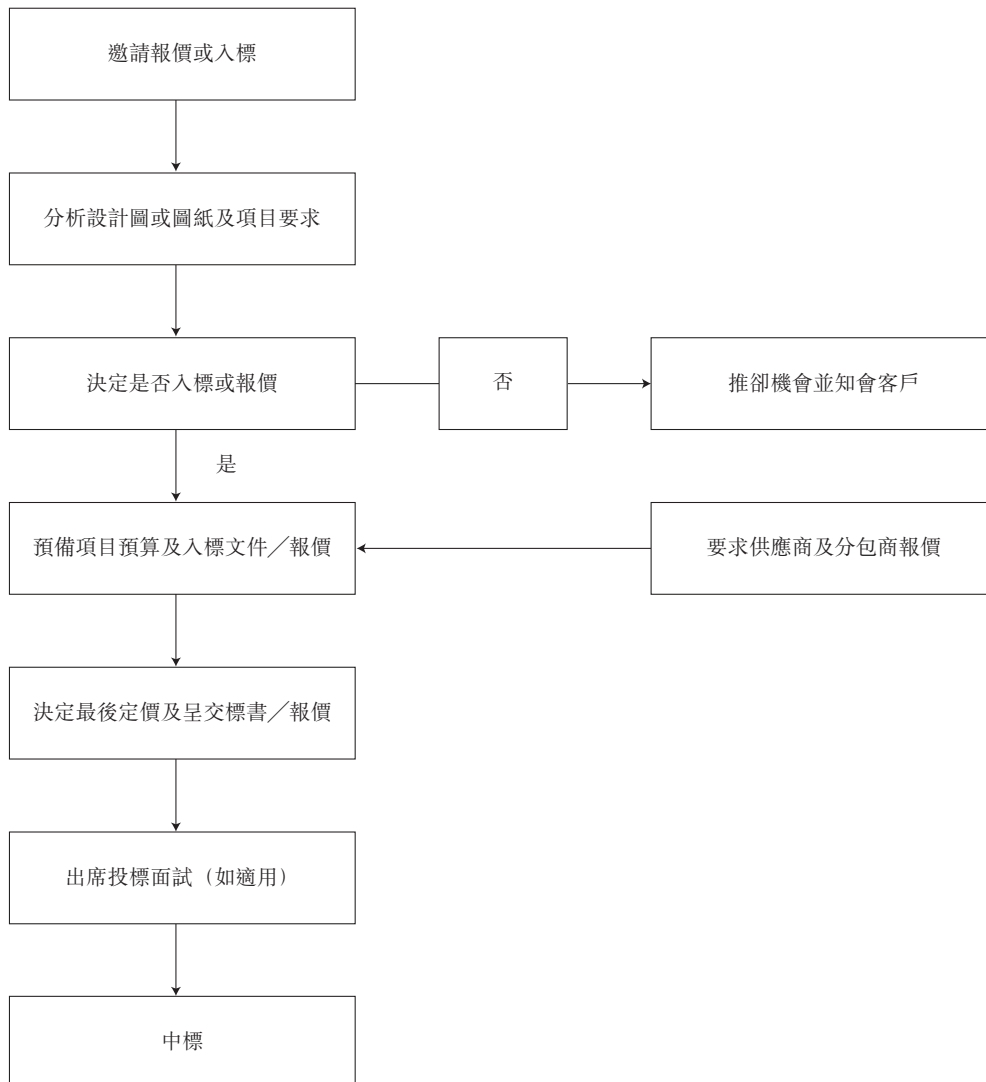 邀請報價或入標
分析設計圖或圖紙及項目要求
決定是否入標或報價
否
推卻機會並知會客戶
是
預備項目預算及入標文件／報價
要求供應商及分包商報價
決定最後定價及呈交標書／報價
出席投標面試（如適用）
中標